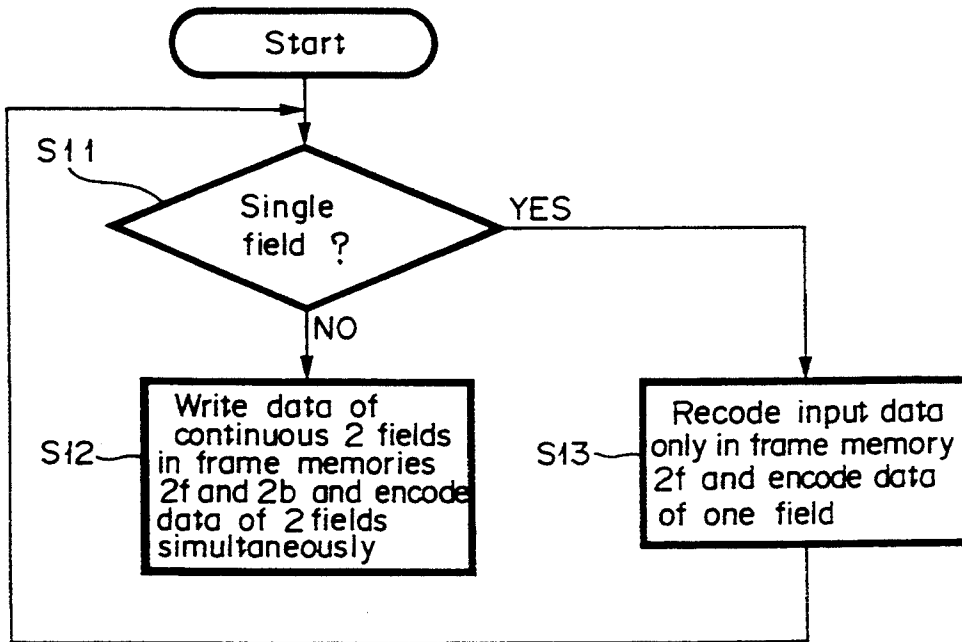 Start
S11
Single
field ?
YES
NO
S12
Write data of
continuous 2 fields
in frame memories
2f and 2b and encode
data of 2 fields
simultaneously
S13
Recode input data
only in frame memory
2f and encode data
of one field